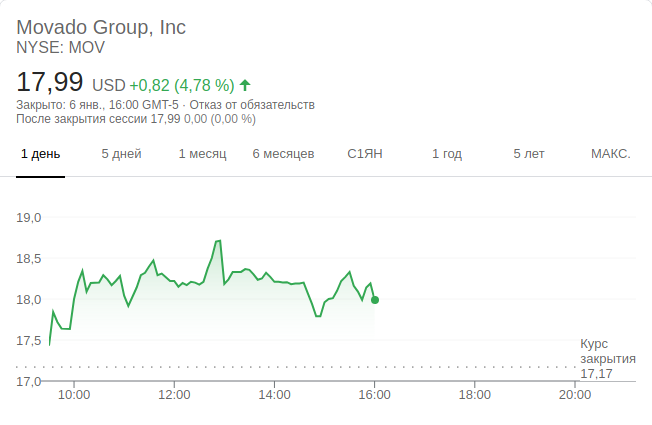 Movado Group, Inc
NYSE: MOV
17,99 USD +0,82 (4,78 %)
Закрыто: 6 янв., 16:00 GMT-5 · Отказ от обязательств
После закрытия сессии 17,99 0,00 (0,00 %)
1 день 5 дней 1 месяц 6 месяцев С1ЯН 1 год 5 лет МАКС.
19,0
18,5
18,0
17,5
Курс
закрытия
17,17
17,0
10:00 12:00 14:00 16:00 18:00 20:00